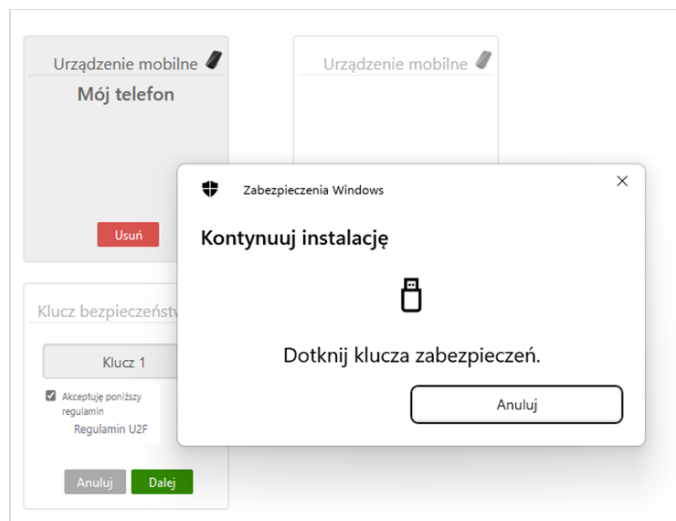 Urządzenie mobilne
Mój telefon
Usuń
Urządzenie mobilne
Zabezpieczenia Windows
Kontynuuj instalację
Dotknij klucza zabezpieczeń.
Anuluj
Klucz
Klucz 1
Akceptuję poniższy
regulamin
Regulamin U2F
Anuluj
Dalej